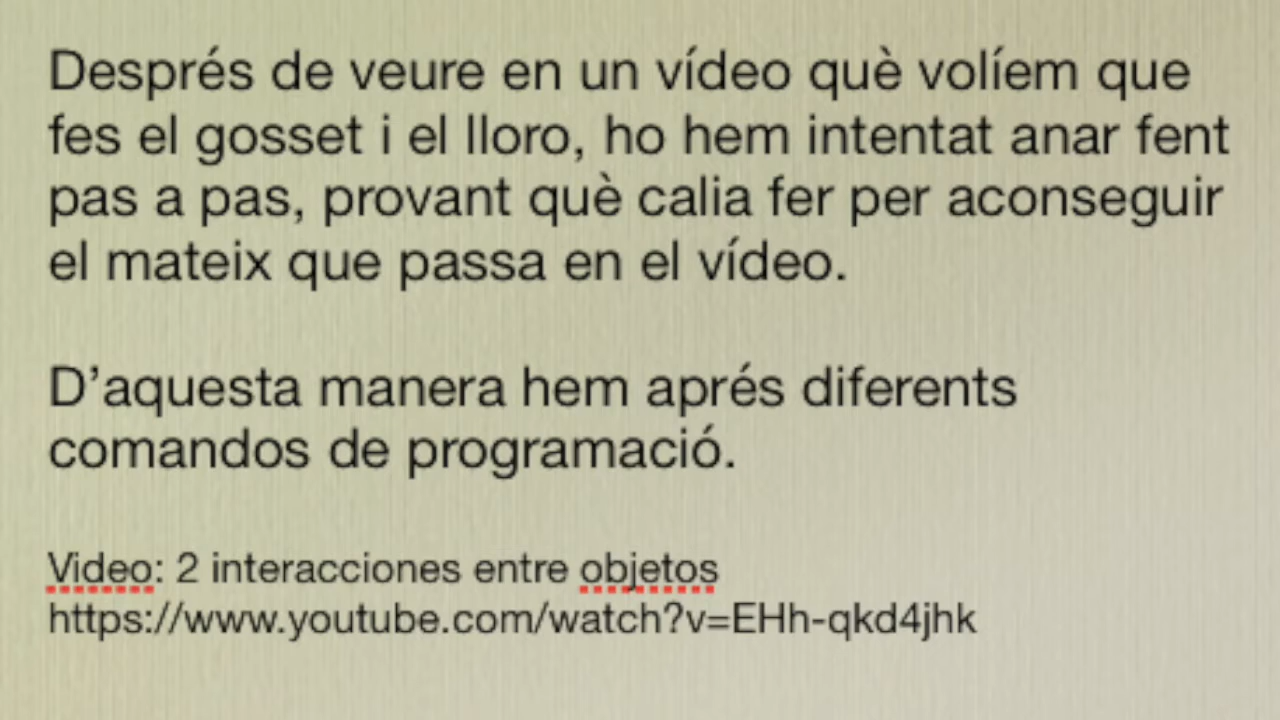 Després de veure en un vídeo què volíem que
fes el gosset i el lloro, ho hem intentat anar fent
pas a pas, provant què calia fer per aconseguir
el mateix que passa en el vídeo.
D’aquesta manera hem aprés diferents
comandos de programació.
Video: 2 interacciones entre objetos
https://www.youtube.com/watch?v=EHh-qkd4jhk